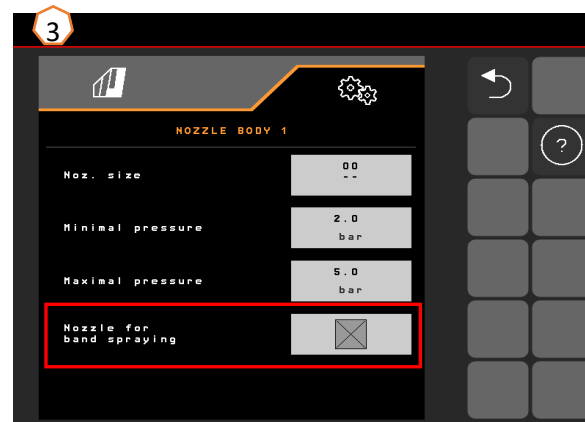 3
NOZZLE BODY 1
Noz. size
00
--
Minimal pressure
2.0
bar
Maximal pressure
5.0
bar
Nozzle for
band spraying
?